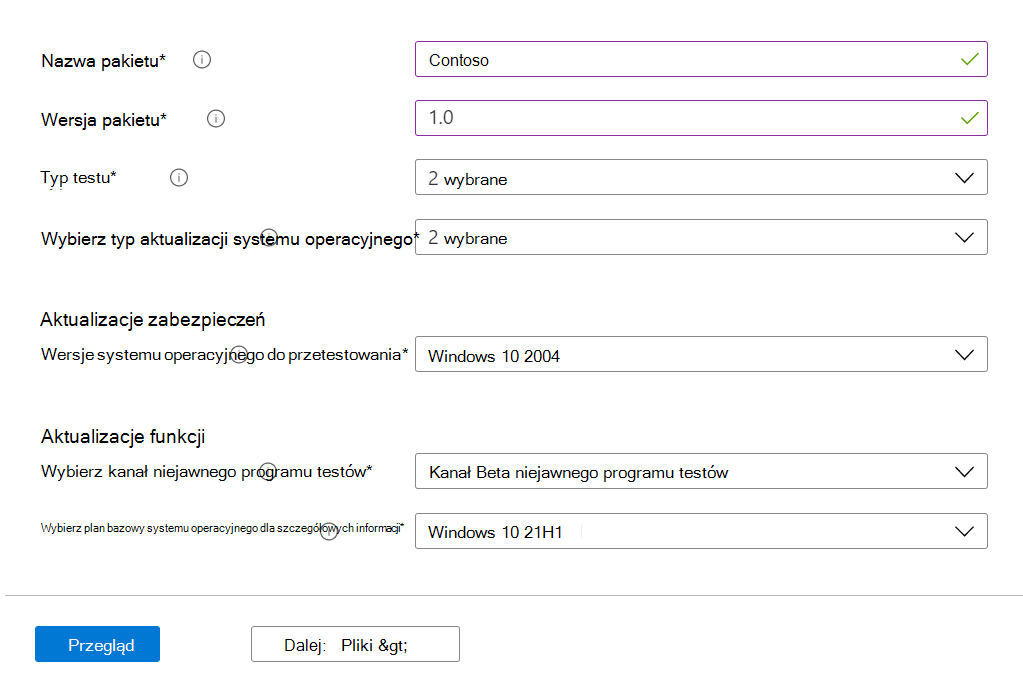 Nazwa pakietu* Contoso
Wersja pakietu* 1.0
Typ testu* 2 wybrane
Wybierz typ aktualizacji systemu operacyjnego* 2 wybrane
Aktualizacje zabezpieczeń
Wersje systemu operacyjnego do przetestowania* Windows 10 2004
Aktualizacje funkcji
Wybierz kanał niejawnego programu testów* Kanał Beta niejawnego programu testów
Wybierz plan bazowy systemu operacyjnego dla szczegółowych informacji* Windows 10 21H1
Przegląd Dalej: Pliki &gt;